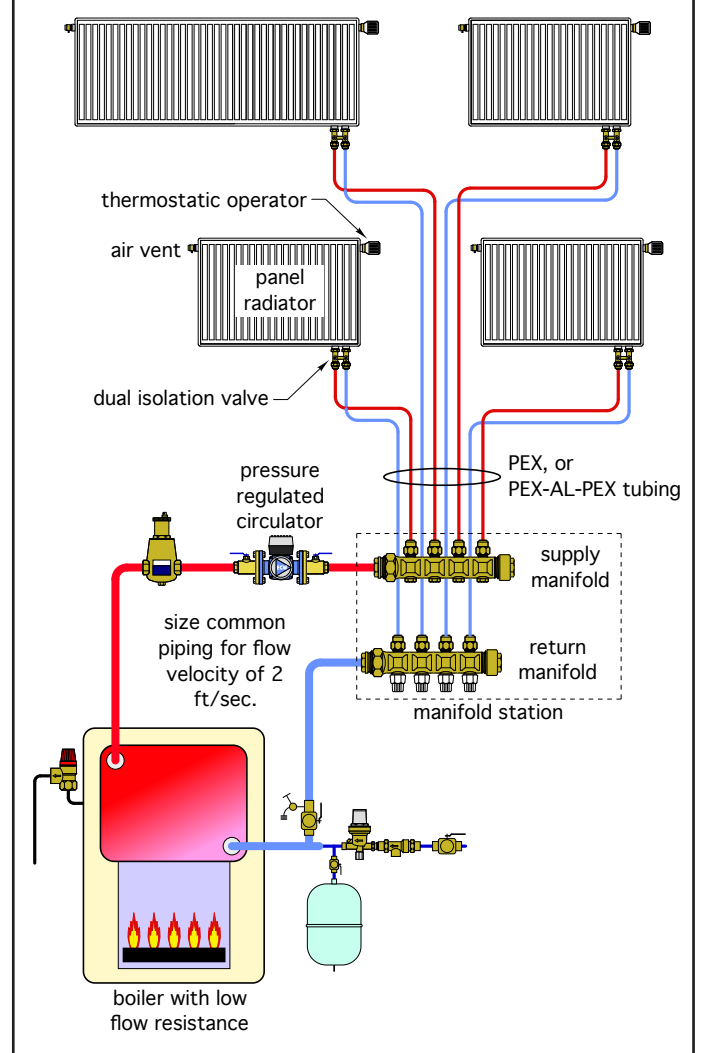 thermostatic operator
air vent
panel
radiator
dual isolation valve
PEX, or
PEX-AL-PEX tubing
pressure
regulated
circulator
supply
manifold
size common
piping for flow
velocity of 2
ft/sec.
return
manifold
manifold station
boiler with low
flow resistance